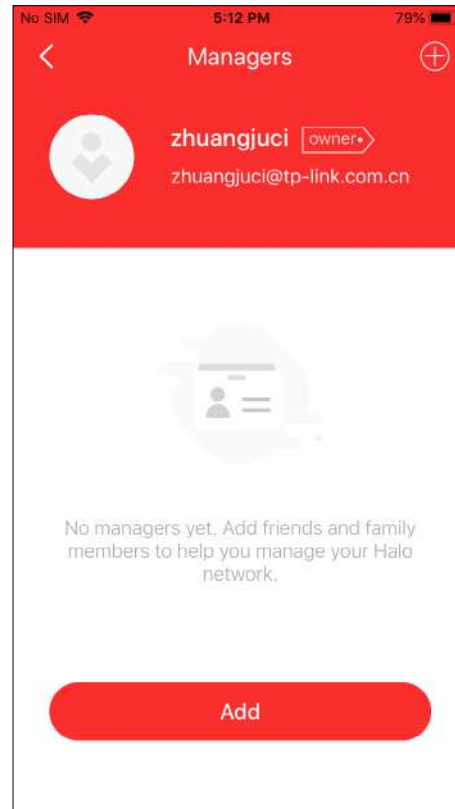 No SIM 5:12 PM 79%
Managers
zhuangjuci owner
zhuangjuci@tp-link.com.cn
No managers yet. Add friends and family
members to help you manage your Halo
network.
Add